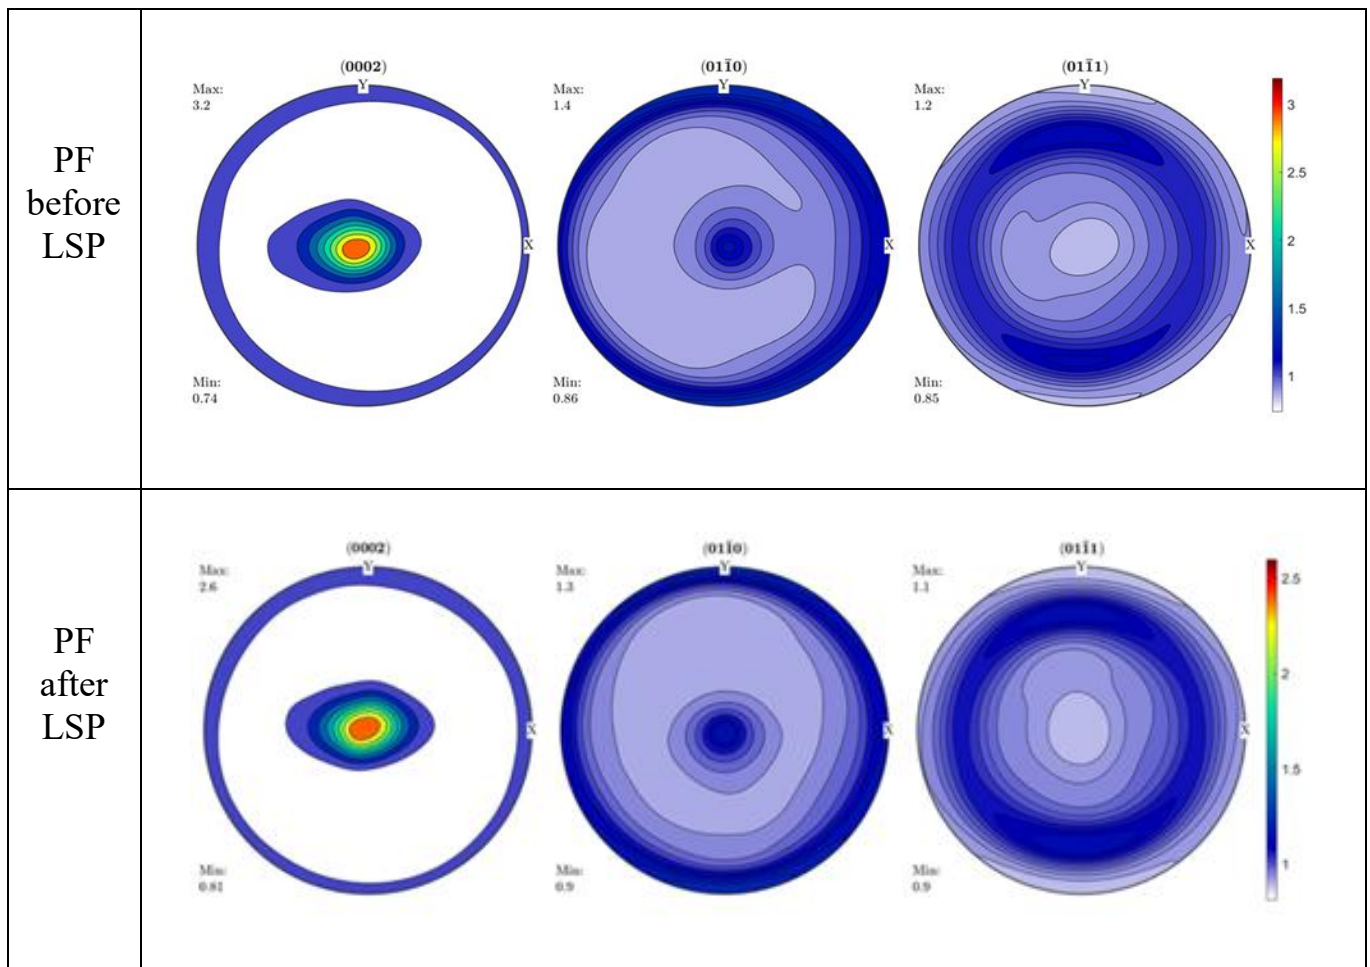 PF
before
LSP
(0002)
Y
Max:
3.2
X
Min:
0.74
(011̄0)
Y
Max:
1.4
X
Min:
0.86
(011̄1)
Y
Max:
1.2
X
Min:
0.85
3
2.5
2
1.5
1
PF
after
LSP
(0002)
Y
Max:
2.6
X
Min:
0.81
(011̄0)
Y
Max:
1.3
X
Min:
0.9
(011̄1)
Y
Max:
1.1
X
Min:
0.9
2.5
2
1.5
1